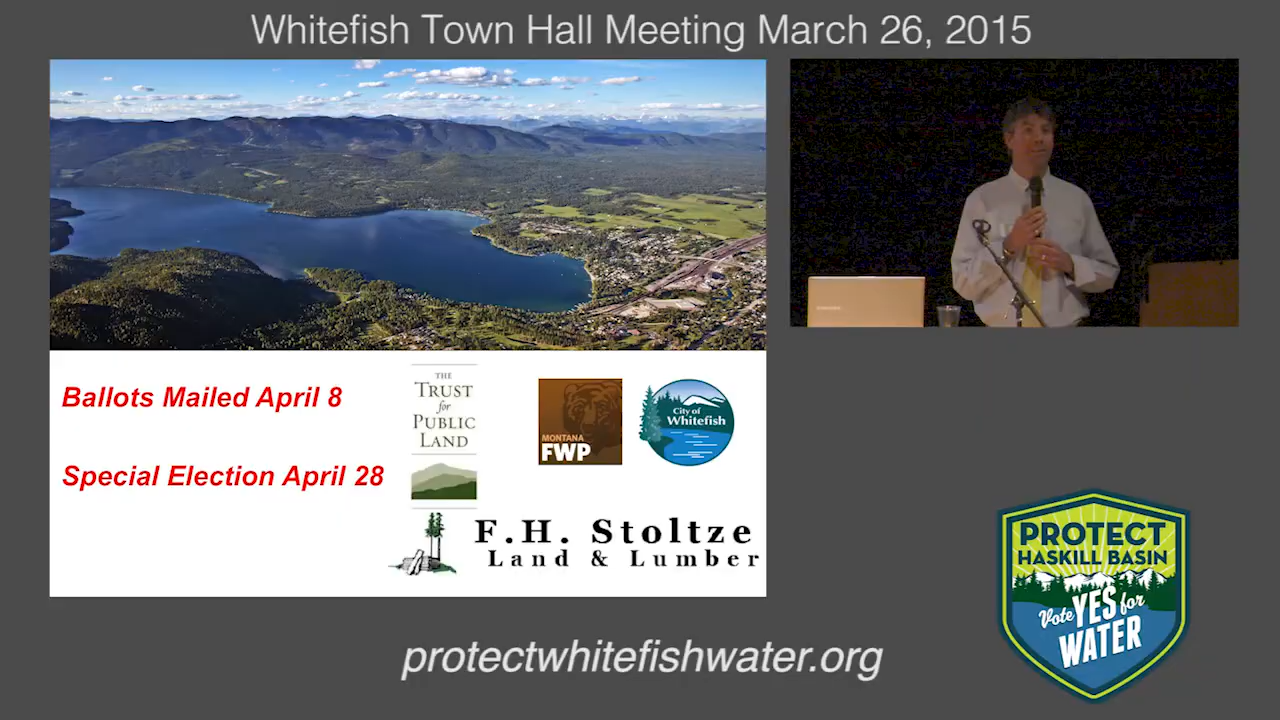 Whitefish Town Hall Meeting March 26, 2015
Ballots Mailed April 8
Special Election April 28
THE
TRUST
for
PUBLIC
LAND
MONTANA
FWP
City of
Whitefish
F.H. Stoltze
Land & Lumber
PROTECT
HASKILL BASIN
Vote YES for
WATER
protectwhitefishwater.org